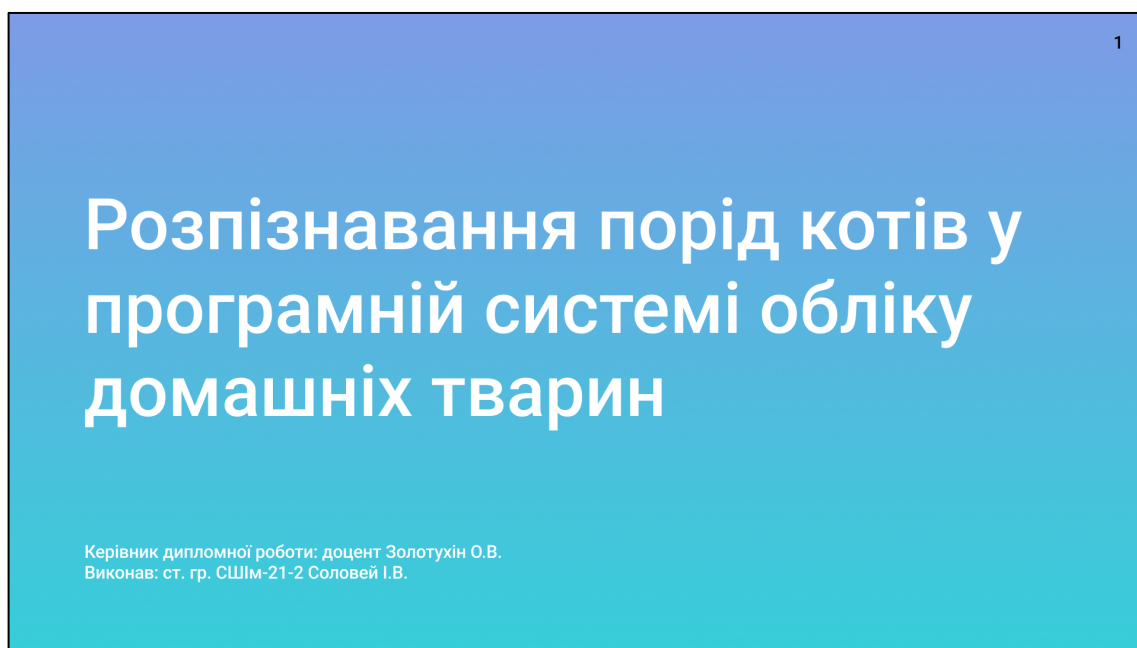 1
Розпізнавання порід котів у
програмній системі обліку
домашніх тварин
Керівник дипломної роботи: доцент Золотухін О.В.
Виконав: ст. гр. СШІм-21-2 Соловей І.В.